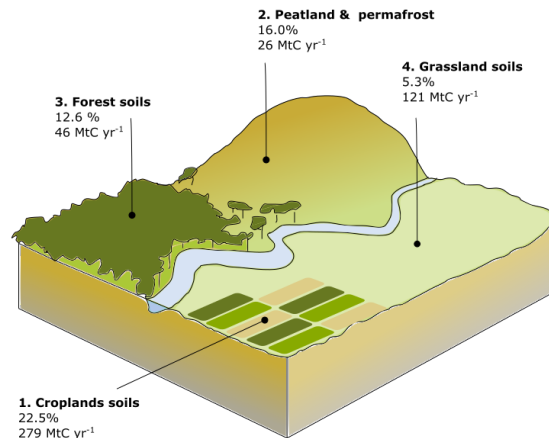 2. Peatland & permafrost
16.0%
26 MtC yr⁻¹
4. Grassland soils
5.3%
121 MtC yr⁻¹
3. Forest soils
12.6 %
46 MtC yr⁻¹
1. Croplands soils
22.5%
279 MtC yr⁻¹